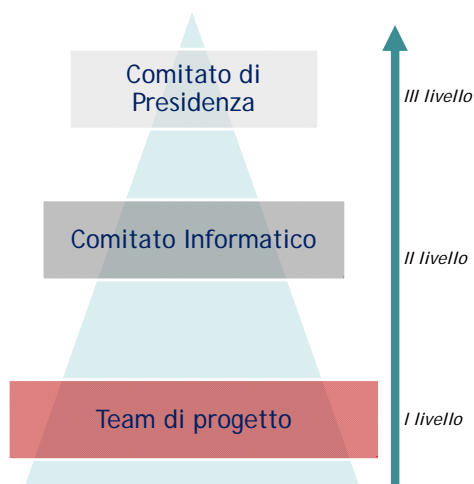 Comitato di
Presidenza
III livello
Comitato Informatico
II livello
Team di progetto
I livello